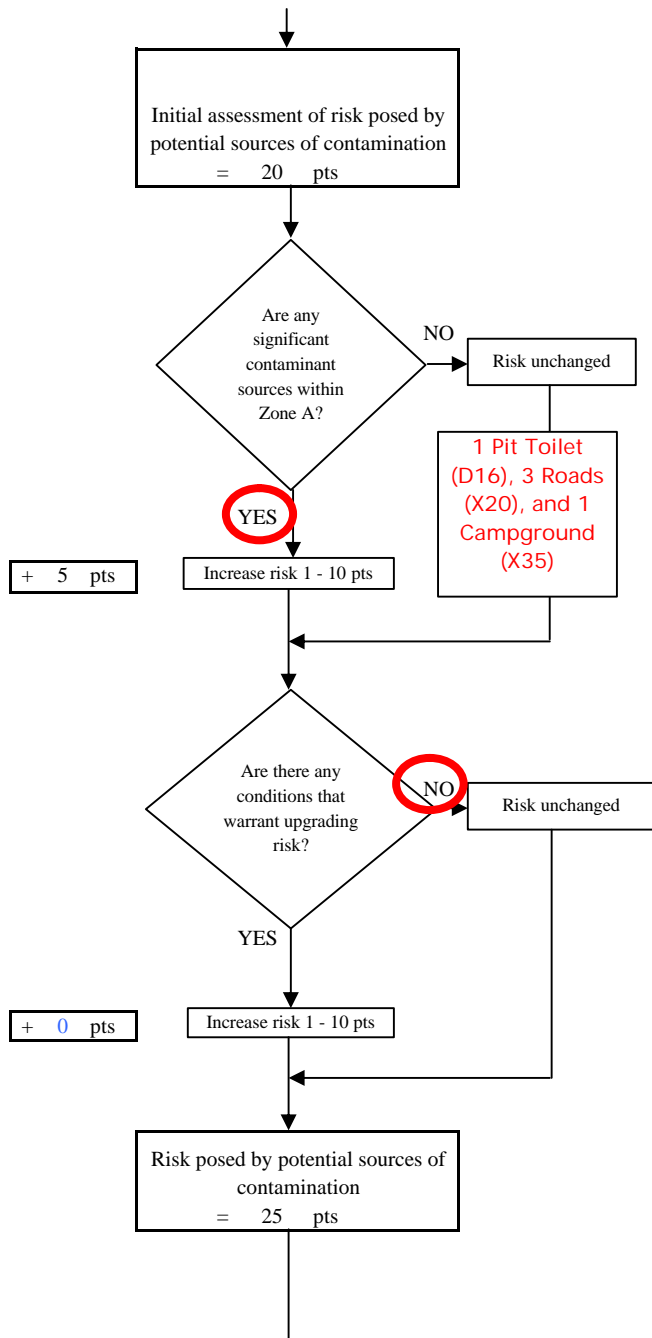 Initial assessment of risk posed by
potential sources of contamination
= 20 pts
Are any
significant
contaminant
sources within
Zone A?
NO
Risk unchanged
1 Pit Toilet
(D16), 3 Roads
(X20), and 1
Campground
(X35)
YES
+ 5 pts
Increase risk 1 - 10 pts
Are there any
conditions that
warrant upgrading
risk?
NO
Risk unchanged
YES
+ 0 pts
Increase risk 1 - 10 pts
Risk posed by potential sources of
contamination
= 25 pts